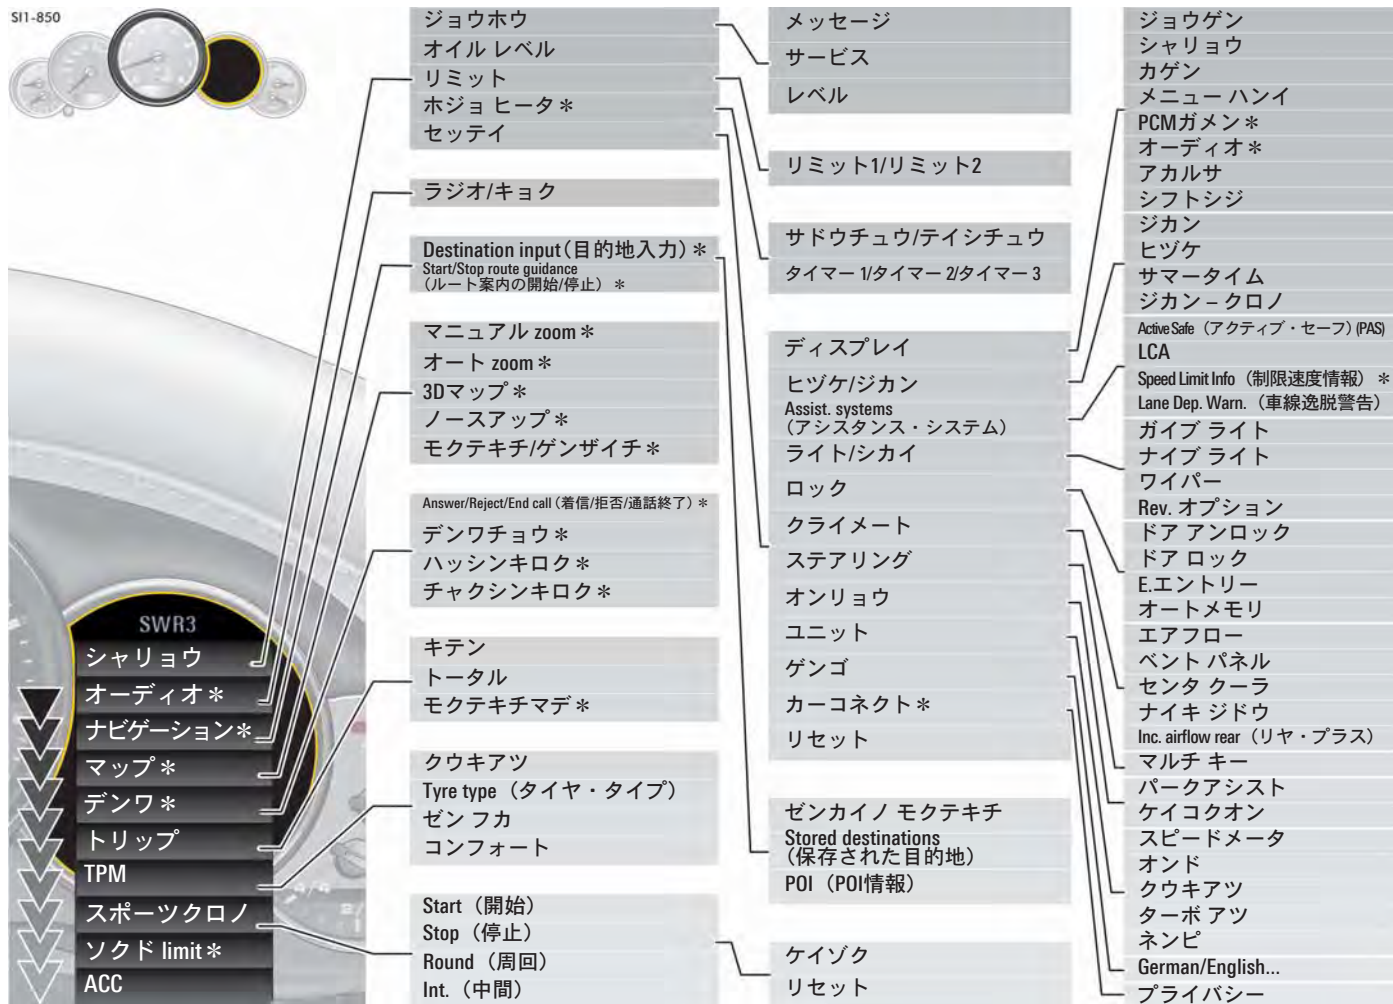 SI1-850
SWR3
シャリョウ
オーディオ＊
ナビゲーション＊
マップ＊
デンワ＊
トリップ
TPM
スポーツクロノ
ソクド limit＊
ACC
ジョウホウ
オイル レベル
リミット
ホジョ ヒータ＊
セッテイ
ラジオ/キョク
Destination input（目的地入力）＊
Start/Stop route guidance
（ルート案内の開始/停止）＊
マニュアル zoom＊
オート zoom＊
3Dマップ＊
ノースアップ＊
モクテキチ/ゲンザイチ＊
Answer/Reject/End call（着信/拒否/通話終了）＊
デンワチョウ＊
ハッシンキロク＊
チャクシンキロク＊
キテン
トータル
モクテキチマデ＊
クウキアツ
Tyre type（タイヤ・タイプ）
ゼン フカ
コンフォート
Start（開始）
Stop（停止）
Round（周回）
Int.（中間）
メッセージ
サービス
レベル
リミット1/リミット2
サドウチュウ/テイシチュウ
タイマー 1/タイマー 2/タイマー 3
ディスプレイ
ヒヅケ/ジカン
Assist. systems
（アシスタンス・システム）
ライト/シカイ
ロック
クライメート
ステアリング
オンリョウ
ユニット
ゲンゴ
カーコネクト＊
リセット
ゼンカイノ モクテキチ
Stored destinations
（保存された目的地）
POI（POI情報）
ケイゾク
リセット
ジョウゲン
シャリョウ
カゲン
メニュー ハンイ
PCMガメン＊
オーディオ＊
アカルサ
シフトシジ
ジカン
ヒヅケ
サマータイム
ジカン – クロノ
Active Safe（アクティブ・セーフ）(PAS)
LCA
Speed Limit Info（制限速度情報）＊
Lane Dep. Warn.（車線逸脱警告）
ガイブ ライト
ナイブ ライト
ワイパー
Rev. オプション
ドア アンロック
ドア ロック
E.エントリー
オートメモリ
エアフロー
ベント パネル
センタ クーラ
ナイキ ジドウ
Inc. airflow rear（リヤ・プラス）
マルチ キー
パークアシスト
ケイコクオン
スピードメータ
オンド
クウキアツ
ターボ アツ
ネンピ
German/English...
プライバシー